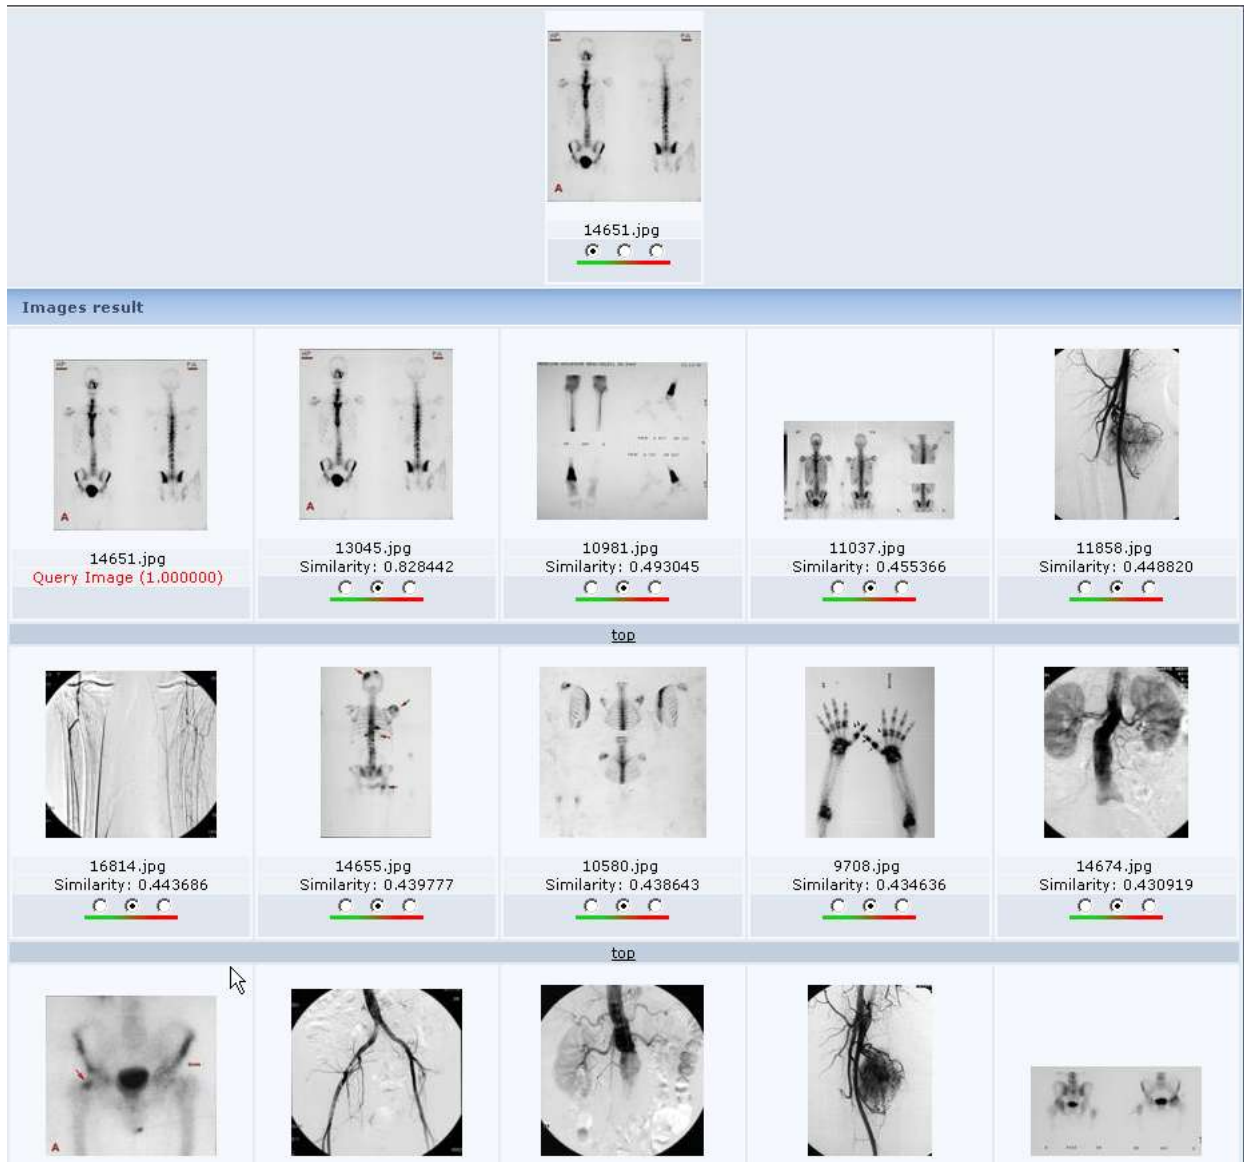 A
14651.jpg
Images result
A
A
14651.jpg
Query Image (1.000000)
13045.jpg
Similarity: 0.828442
10981.jpg
Similarity: 0.493045
11037.jpg
Similarity: 0.455366
11858.jpg
Similarity: 0.448820
top
16814.jpg
Similarity: 0.443686
14655.jpg
Similarity: 0.439777
10580.jpg
Similarity: 0.438643
9708.jpg
Similarity: 0.434636
14674.jpg
Similarity: 0.430919
top
A